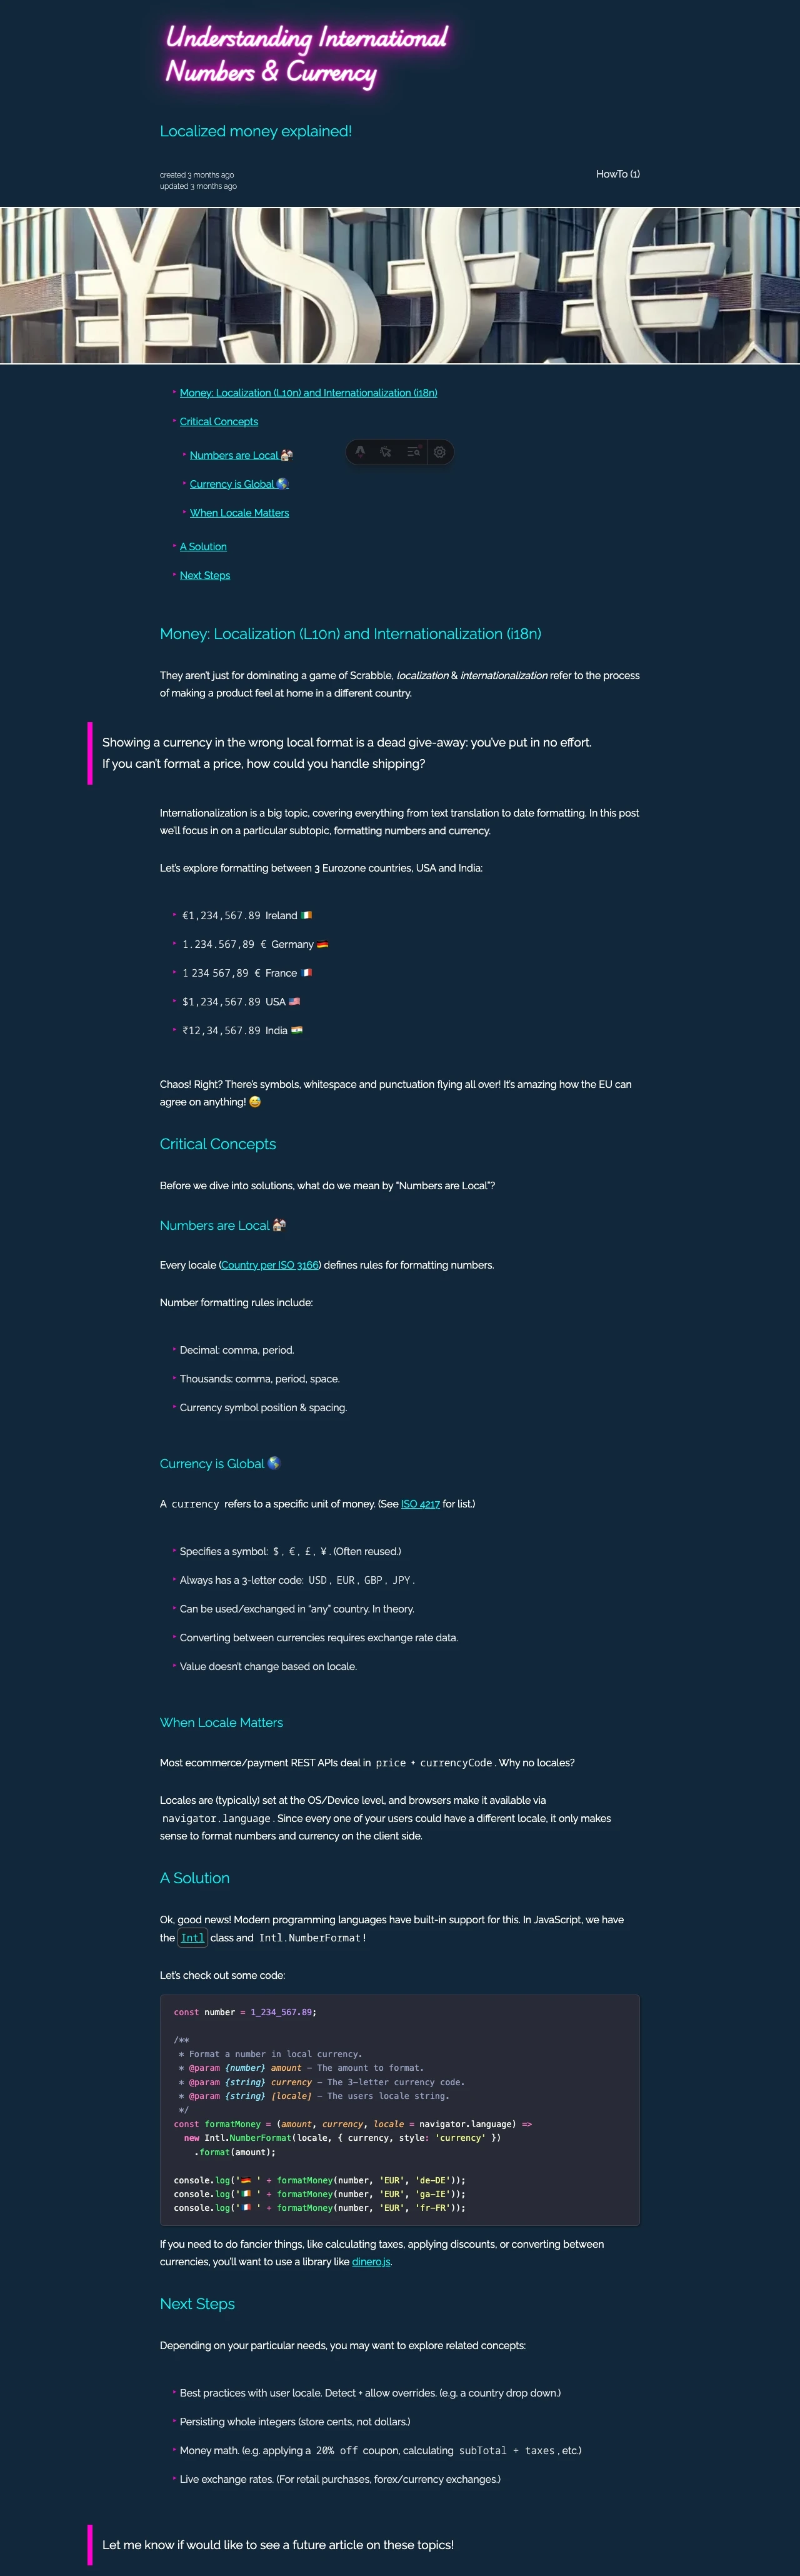 Understanding International
Numbers & Currency
Localized money explained!
created 3 months ago
updated 3 months ago
HowTo (1)
¥$£€
Money: Localization (L10n) and Internationalization (i18n)
Critical Concepts
Numbers are Local 🏘️
Currency is Global 🌎
When Locale Matters
A Solution
Next Steps
Money: Localization (L10n) and Internationalization (i18n)
They aren’t just for dominating a game of Scrabble, localization & internationalization refer to the process
of making a product feel at home in a different country.
Showing a currency in the wrong local format is a dead give-away: you’ve put in no effort.
If you can’t format a price, how could you handle shipping?
Internationalization is a big topic, covering everything from text translation to date formatting. In this post
we’ll focus in on a particular subtopic, formatting numbers and currency.
Let’s explore formatting between 3 Eurozone countries, USA and India:
€1,234,567.89 Ireland 🇮🇪
1.234.567,89 € Germany 🇩🇪
1 234 567,89 € France 🇫🇷
$1,234,567.89 USA 🇺🇸
₹12,34,567.89 India 🇮🇳
Chaos! Right? There’s symbols, whitespace and punctuation flying all over! It’s amazing how the EU can
agree on anything! 😅
Critical Concepts
Before we dive into solutions, what do we mean by “Numbers are Local”?
Numbers are Local 🏘️
Every locale (Country per ISO 3166) defines rules for formatting numbers.
Number formatting rules include:
Decimal: comma, period.
Thousands: comma, period, space.
Currency symbol position & spacing.
Currency is Global 🌎
A currency refers to a specific unit of money. (See ISO 4217 for list.)
Specifies a symbol: $, €, £, ¥. (Often reused.)
Always has a 3-letter code: USD, EUR, GBP, JPY.
Can be used/exchanged in “any” country. In theory.
Converting between currencies requires exchange rate data.
Value doesn’t change based on locale.
When Locale Matters
Most ecommerce/payment REST APIs deal in price + currencyCode. Why no locales?
Locales are (typically) set at the OS/Device level, and browsers make it available via
navigator.language. Since every one of your users could have a different locale, it only makes
sense to format numbers and currency on the client side.
A Solution
Ok, good news! Modern programming languages have built-in support for this. In JavaScript, we have
the Intl class and Intl.NumberFormat!
Let’s check out some code:
const number = 1_234_567.89;
/**
 * Format a number in local currency.
 * @param {number} amount - The amount to format.
 * @param {string} currency - The 3-letter currency code.
 * @param {string} [locale] - The users locale string.
 */
const formatMoney = (amount, currency, locale = navigator.language) =>
  new Intl.NumberFormat(locale, { currency, style: 'currency' })
    .format(amount);
console.log('🇩🇪 ' + formatMoney(number, 'EUR', 'de-DE'));
console.log('🇮🇪 ' + formatMoney(number, 'EUR', 'ga-IE'));
console.log('🇫🇷 ' + formatMoney(number, 'EUR', 'fr-FR'));
If you need to do fancier things, like calculating taxes, applying discounts, or converting between
currencies, you’ll want to use a library like dinero.js.
Next Steps
Depending on your particular needs, you may want to explore related concepts:
Best practices with user locale. Detect + allow overrides. (e.g. a country drop down.)
Persisting whole integers (store cents, not dollars.)
Money math. (e.g. applying a 20% off coupon, calculating subTotal + taxes, etc.)
Live exchange rates. (For retail purchases, forex/currency exchanges.)
Let me know if would like to see a future article on these topics!